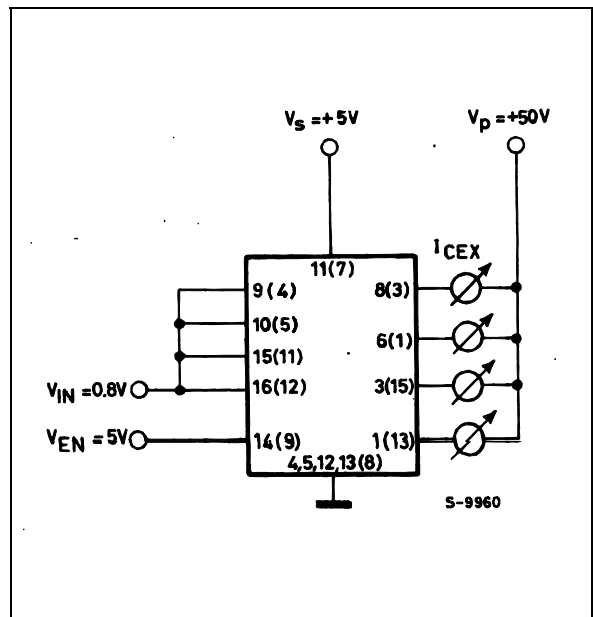 Vs =+5V
Vp =+50V
ICEX
11(7)
9(4)
8(3)
10(5)
6(1)
15(11)
VIN =0.8V
16(12)
3(15)
VEN = 5V
14(9)
1(13)
4,5,12,13(8)
S-9960